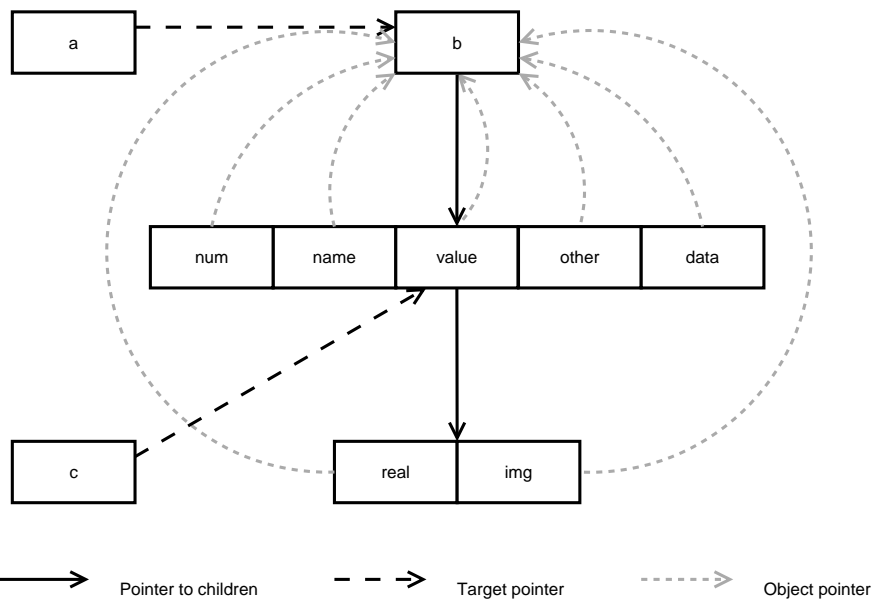 a
b
num
name
value
other
data
c
real
img
Pointer to children
Target pointer
Object pointer